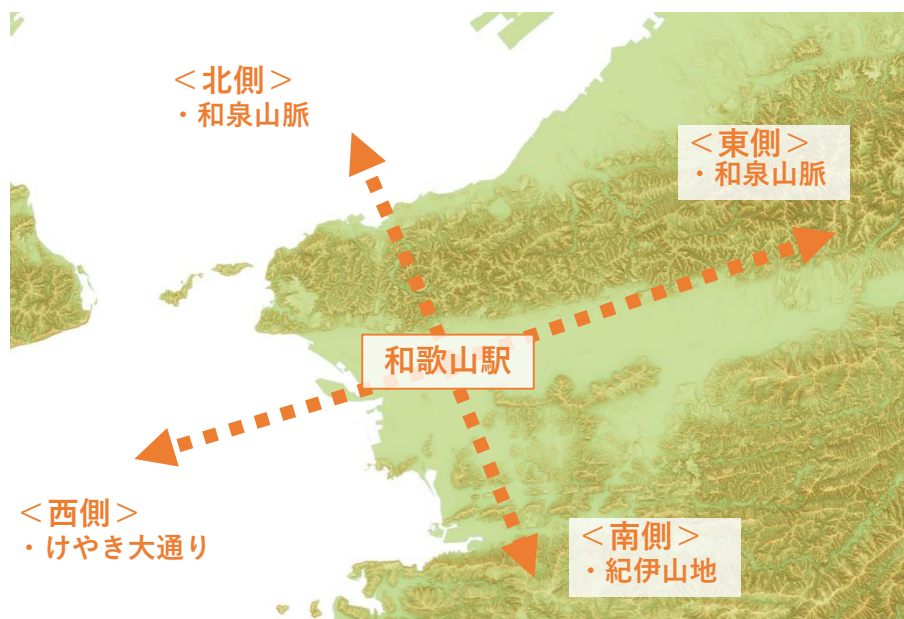 ＜北側＞
・和泉山脈
＜東側＞
・和泉山脈
和歌山駅
＜西側＞
・けやき大通り
＜南側＞
・紀伊山地